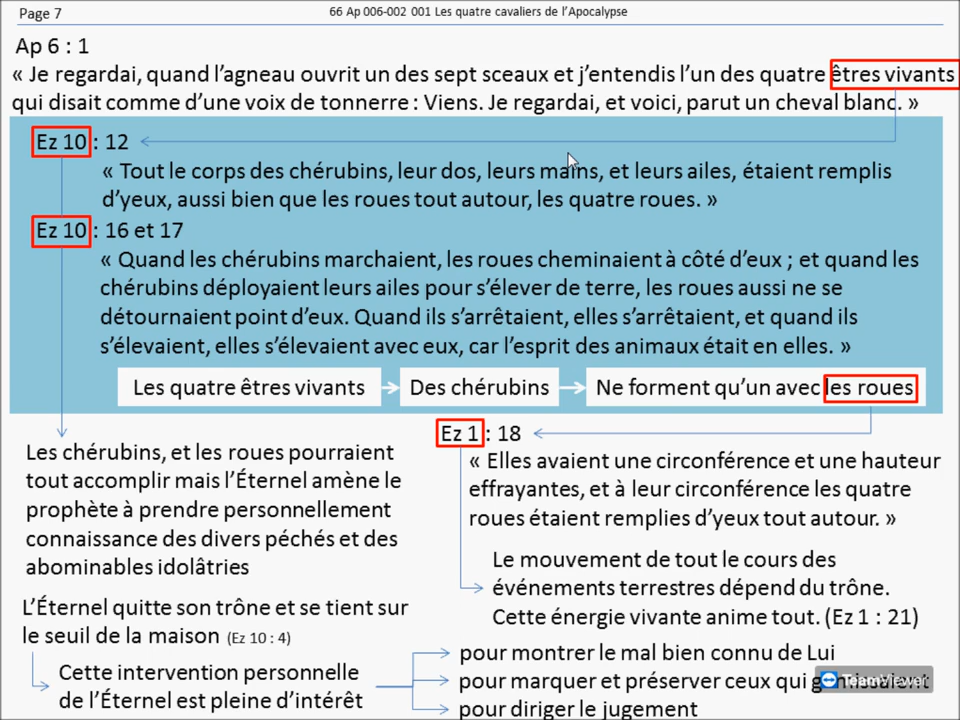 Page 7
66 Ap 006-002 001 Les quatre cavaliers de l'Apocalypse
Ap 6 : 1
« Je regardai, quand l'agneau ouvrit un des sept sceaux et j'entendis l'un des quatre êtres vivants
qui disait comme d'une voix de tonnerre : Viens. Je regardai, et voici, parut un cheval blanc. »
Ez 10 : 12
« Tout le corps des chérubins, leur dos, leurs mains, et leurs ailes, étaient remplis
d'yeux, aussi bien que les roues tout autour, les quatre roues. »
Ez 10 : 16 et 17
« Quand les chérubins marchaient, les roues cheminaient à côté d'eux ; et quand les
chérubins déployaient leurs ailes pour s'élever de terre, les roues aussi ne se
détournaient point d'eux. Quand ils s'arrêtaient, elles s'arrêtaient, et quand ils
s'élevaient, elles s'élevaient avec eux, car l'esprit des animaux était en elles. »
Les quatre êtres vivants
Des chérubins
Ne forment qu'un avec les roues
Les chérubins, et les roues pourraient
tout accomplir mais l'Éternel amène le
prophète à prendre personnellement
connaissance des divers péchés et des
abominables idolâtries
Ez 1 : 18
« Elles avaient une circonférence et une hauteur
effrayantes, et à leur circonférence les quatre
roues étaient remplies d'yeux tout autour. »
Le mouvement de tout le cours des
événements terrestres dépend du trône.
Cette énergie vivante anime tout. (Ez 1 : 21)
L'Éternel quitte son trône et se tient sur
le seuil de la maison (Ez 10 : 4)
Cette intervention personnelle
de l'Éternel est pleine d'intérêt
pour montrer le mal bien connu de Lui
pour marquer et préserver ceux qui
pour diriger le jugement
TeamViewer